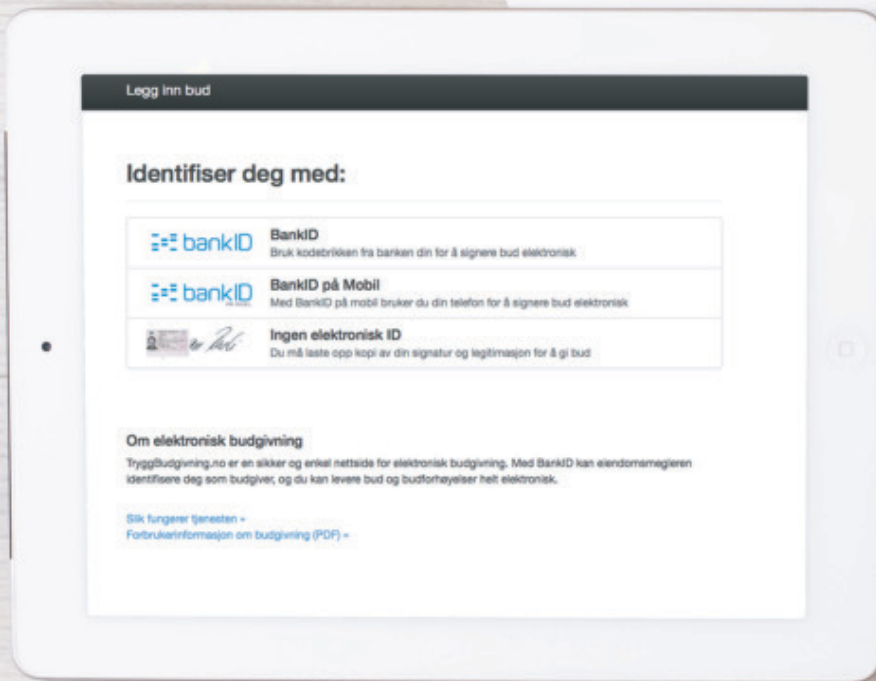 Legg inn bud
Identifiser deg med:
bankID
BankID
Bruk kodebrikken fra banken din for å signere bud elektronisk
bankID
BankID på Mobil
Med BankID på mobil bruker du din telefon for å signere bud elektronisk
Ingen elektronisk ID
Du må laste opp kopi av din signatur og legitimasjon for å gi bud
Om elektronisk budgivning
TryggBudgivning.no er en sikker og enkel nettside for elektronisk budgivning. Med BankID kan eiendomsmegleren
identifisere deg som budgiver, og du kan levere bud og budforhøyelser helt elektronisk.
Slik fungerer tjenesten »
Forbrukerinformasjon om budgivning (PDF) »